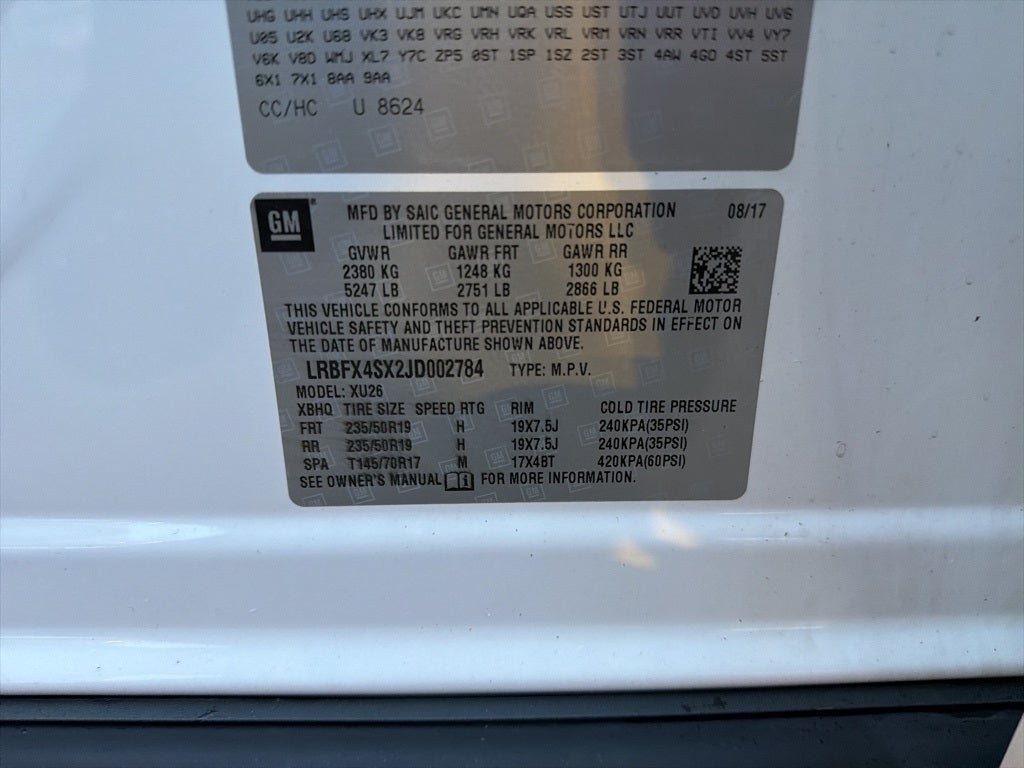 UHG UHH UHS UHX UJM UKC UMN UQA USS UST UTJ UUT UVD UVH UV6
U05 U2K U68 VK3 VK8 VRG VRH VRK VRL VRM VRN VRR VTI VV4 VY7
V6K V8D WMJ XL7 Y7C ZP5 0ST 1SP 1SZ 2ST 3ST 4AW 4GO 4ST 5ST
6X1 7X1 8AA 9AA
CC/HC U 8624
GM ® MFD BY SAIC GENERAL MOTORS CORPORATION 08/17
LIMITED FOR GENERAL MOTORS LLC
GVWR GAWR FRT GAWR RR
2380 KG 1248 KG 1300 KG
5247 LB 2751 LB 2866 LB
THIS VEHICLE CONFORMS TO ALL APPLICABLE U.S. FEDERAL MOTOR
VEHICLE SAFETY AND THEFT PREVENTION STANDARDS IN EFFECT ON
THE DATE OF MANUFACTURE SHOWN ABOVE.
LRBFX4SX2JD002784 TYPE: M.P.V.
MODEL: XU26
XBHQ TIRE SIZE SPEED RTG RIM COLD TIRE PRESSURE
FRT 235/50R19 H 19X7.5J 240KPA(35PSI)
RR 235/50R19 H 19X7.5J 240KPA(35PSI)
SPA T145/70R17 M 17X4BT 420KPA(60PSI)
SEE OWNER'S MANUAL FOR MORE INFORMATION.